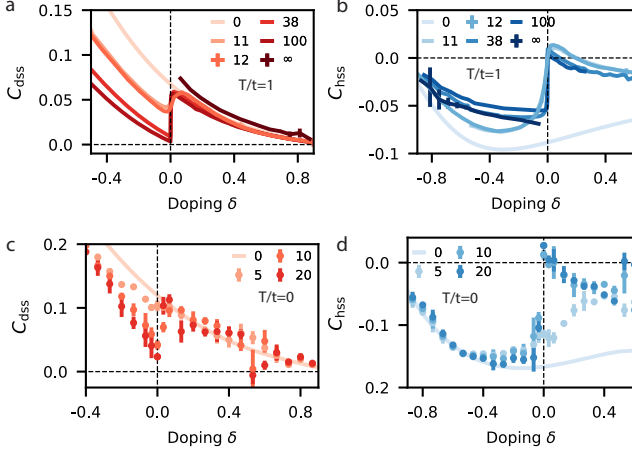 a
0.15
0.10
0.05
0.0
C_dss
0 38
11 100
12 ∞
T/t=1
-0.4 0.0 0.4 0.8
Doping δ
b
0.0
-0.05
-0.1
C_hss
0 12 100
11 38 ∞
T/t=1
-0.8 -0.4 0.0 0.4
Doping δ
c
0.2
0.1
0.0
C_dss
0 10
5 20
T/t=0
-0.4 0.0 0.4 0.8
Doping δ
d
0.0
-0.1
0.2
C_hss
0 10
5 20
T/t=0
-0.8 -0.4 0.0 0.4
Doping δ